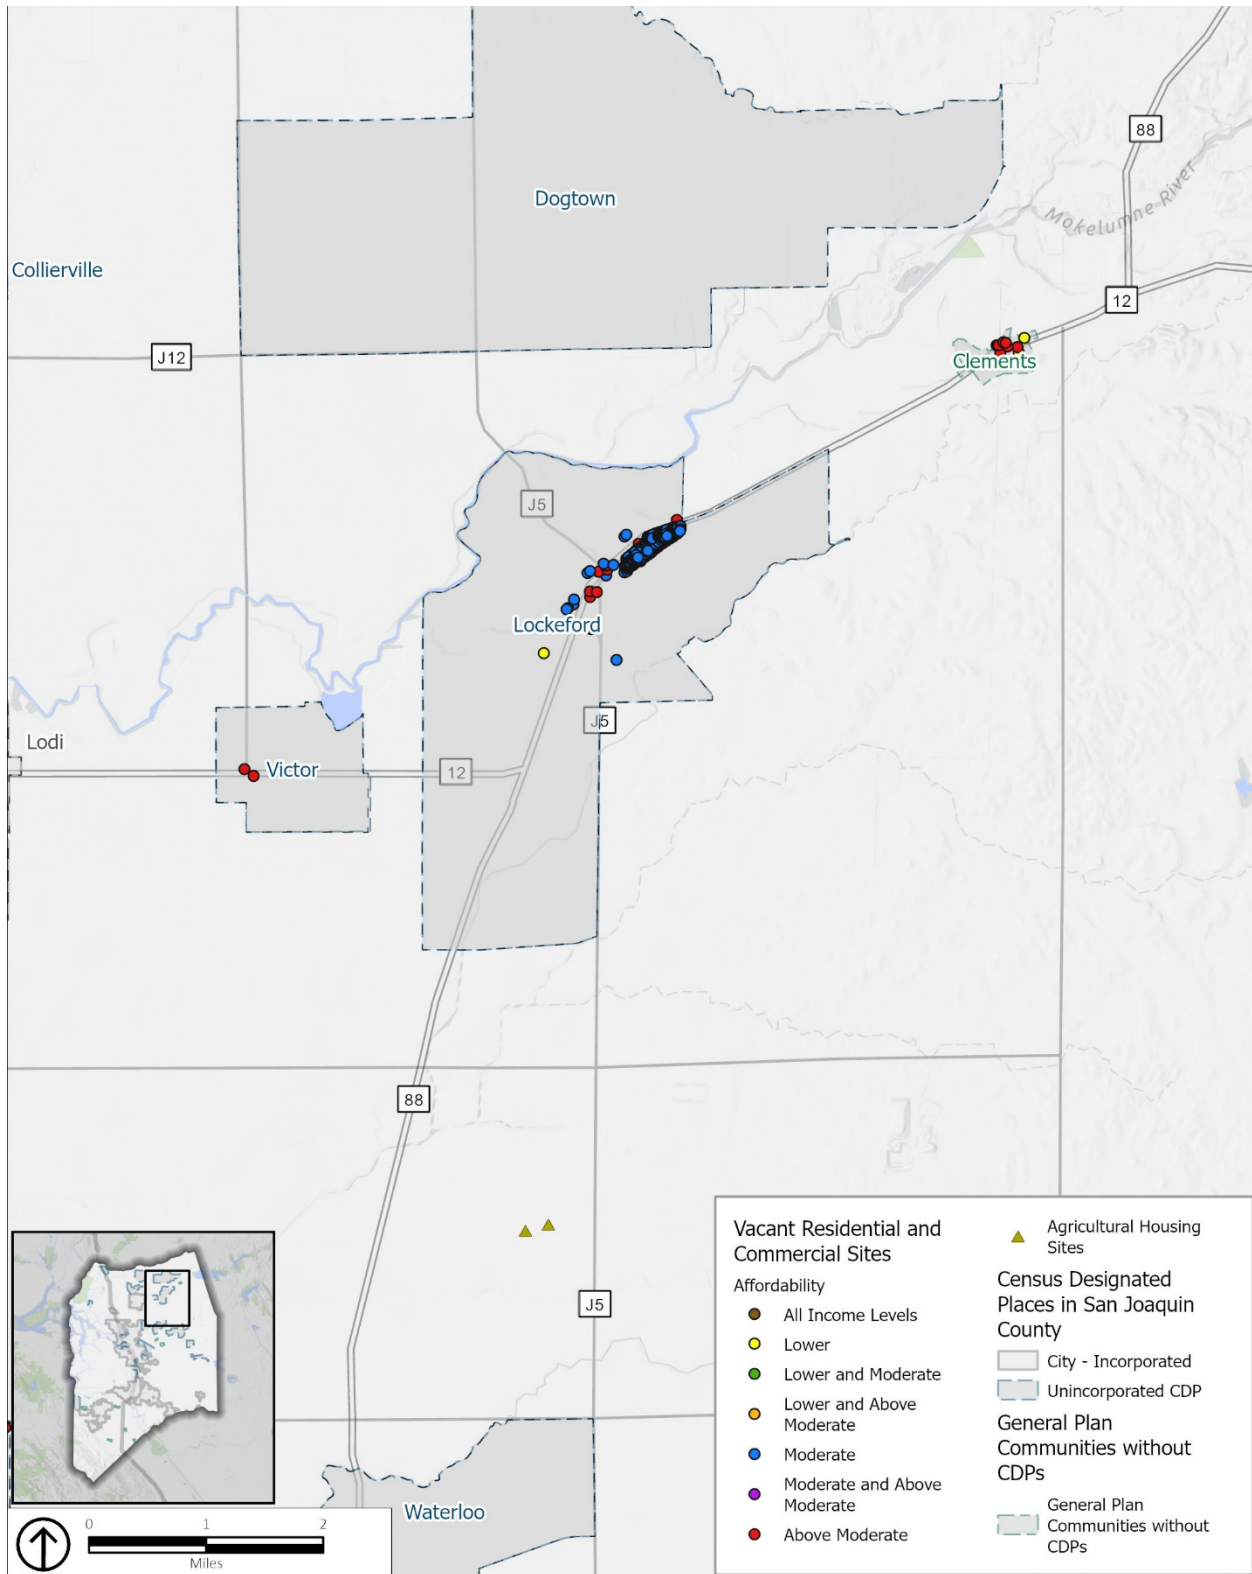 88
Dogtown
Mokelumne River
Collierville
12
J12
Clements
J5
Lockeford
J5
Lodi
Victor
12
88
J5
Waterloo
0 1 2
Miles
Vacant Residential and
Commercial Sites
Affordability
All Income Levels
Lower
Lower and Moderate
Lower and Above
Moderate
Moderate
Moderate and Above
Moderate
Above Moderate
Agricultural Housing
Sites
Census Designated
Places in San Joaquin
County
City - Incorporated
Unincorporated CDP
General Plan
Communities without
CDPs
General Plan
Communities without
CDPs